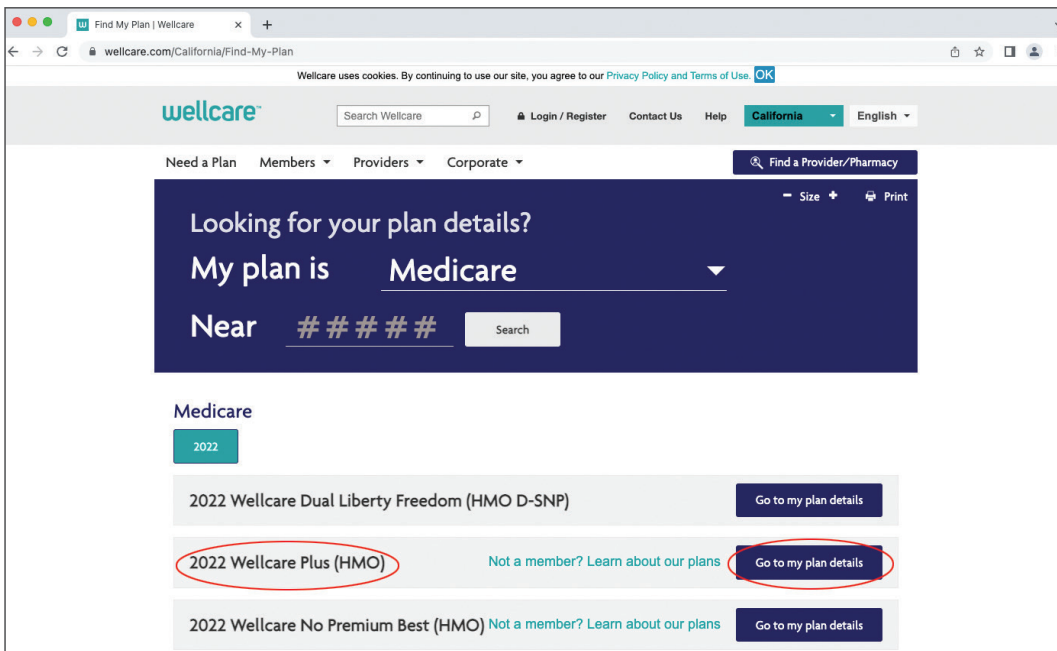 Find My Plan | Wellcare
wellcare.com/California/Find-My-Plan
Wellcare uses cookies. By continuing to use our site, you agree to our Privacy Policy and Terms of Use. OK
wellcare
Search Wellcare
Login / Register
Contact Us
Help
California
English
Need a Plan
Members
Providers
Corporate
Find a Provider/Pharmacy
- Size +
Print
Looking for your plan details?
My plan is Medicare
Near #####
Search
Medicare
2022
2022 Wellcare Dual Liberty Freedom (HMO D-SNP)
Go to my plan details
2022 Wellcare Plus (HMO)
Not a member? Learn about our plans
Go to my plan details
2022 Wellcare No Premium Best (HMO)
Not a member? Learn about our plans
Go to my plan details